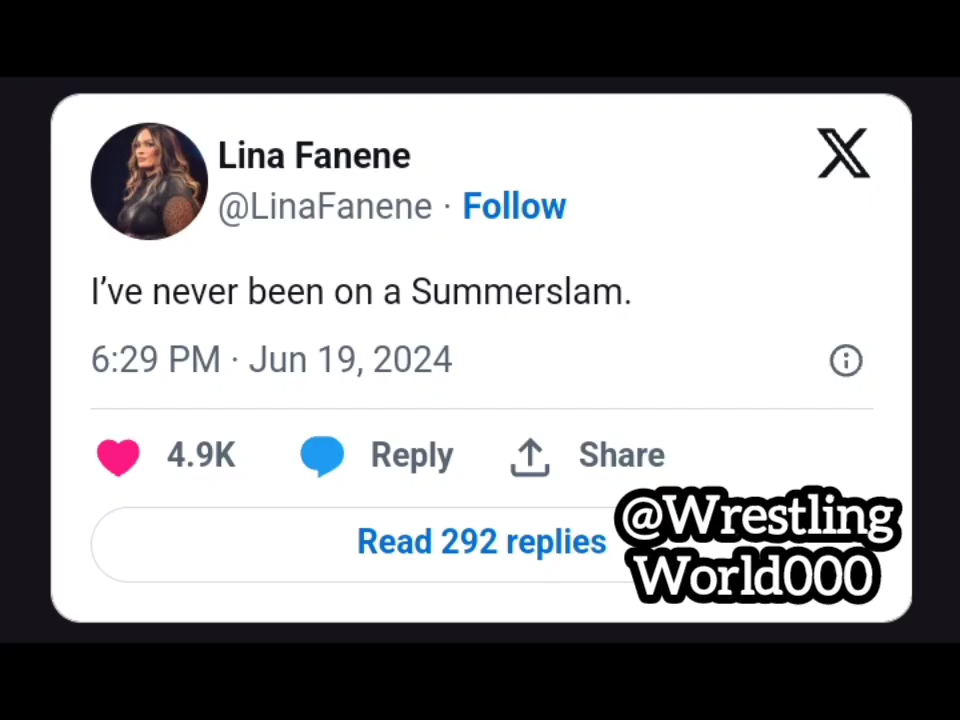 Lina Fanene
@LinaFanene · Follow
I’ve never been on a Summerslam.
6:29 PM · Jun 19, 2024
4.9K Reply Share
Read 292 replies
@Wrestling
World000